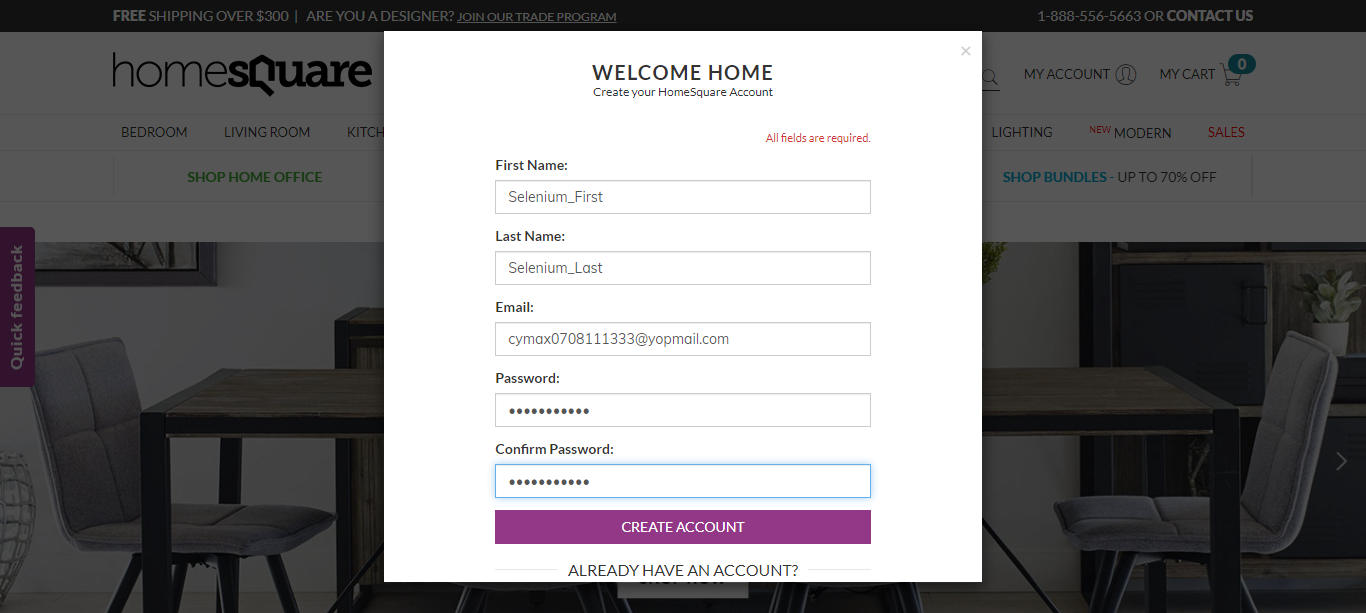 FREE SHIPPING OVER $300 | ARE YOU A DESIGNER? JOIN OUR TRADE PROGRAM
1-888-556-5663 OR CONTACT US
homesquare
MY ACCOUNT
MY CART
0
BEDROOM
LIVING ROOM
KITCH
LIGHTING
NEW MODERN
SALES
SHOP HOME OFFICE
SHOP BUNDLES - UP TO 70% OFF
Quick feedback
×
WELCOME HOME
Create your HomeSquare Account
All fields are required.
First Name:
Selenium_First
Last Name:
Selenium_Last
Email:
cymax0708111333@yopmail.com
Password:
•••••••••••
Confirm Password:
•••••••••••
CREATE ACCOUNT
ALREADY HAVE AN ACCOUNT?